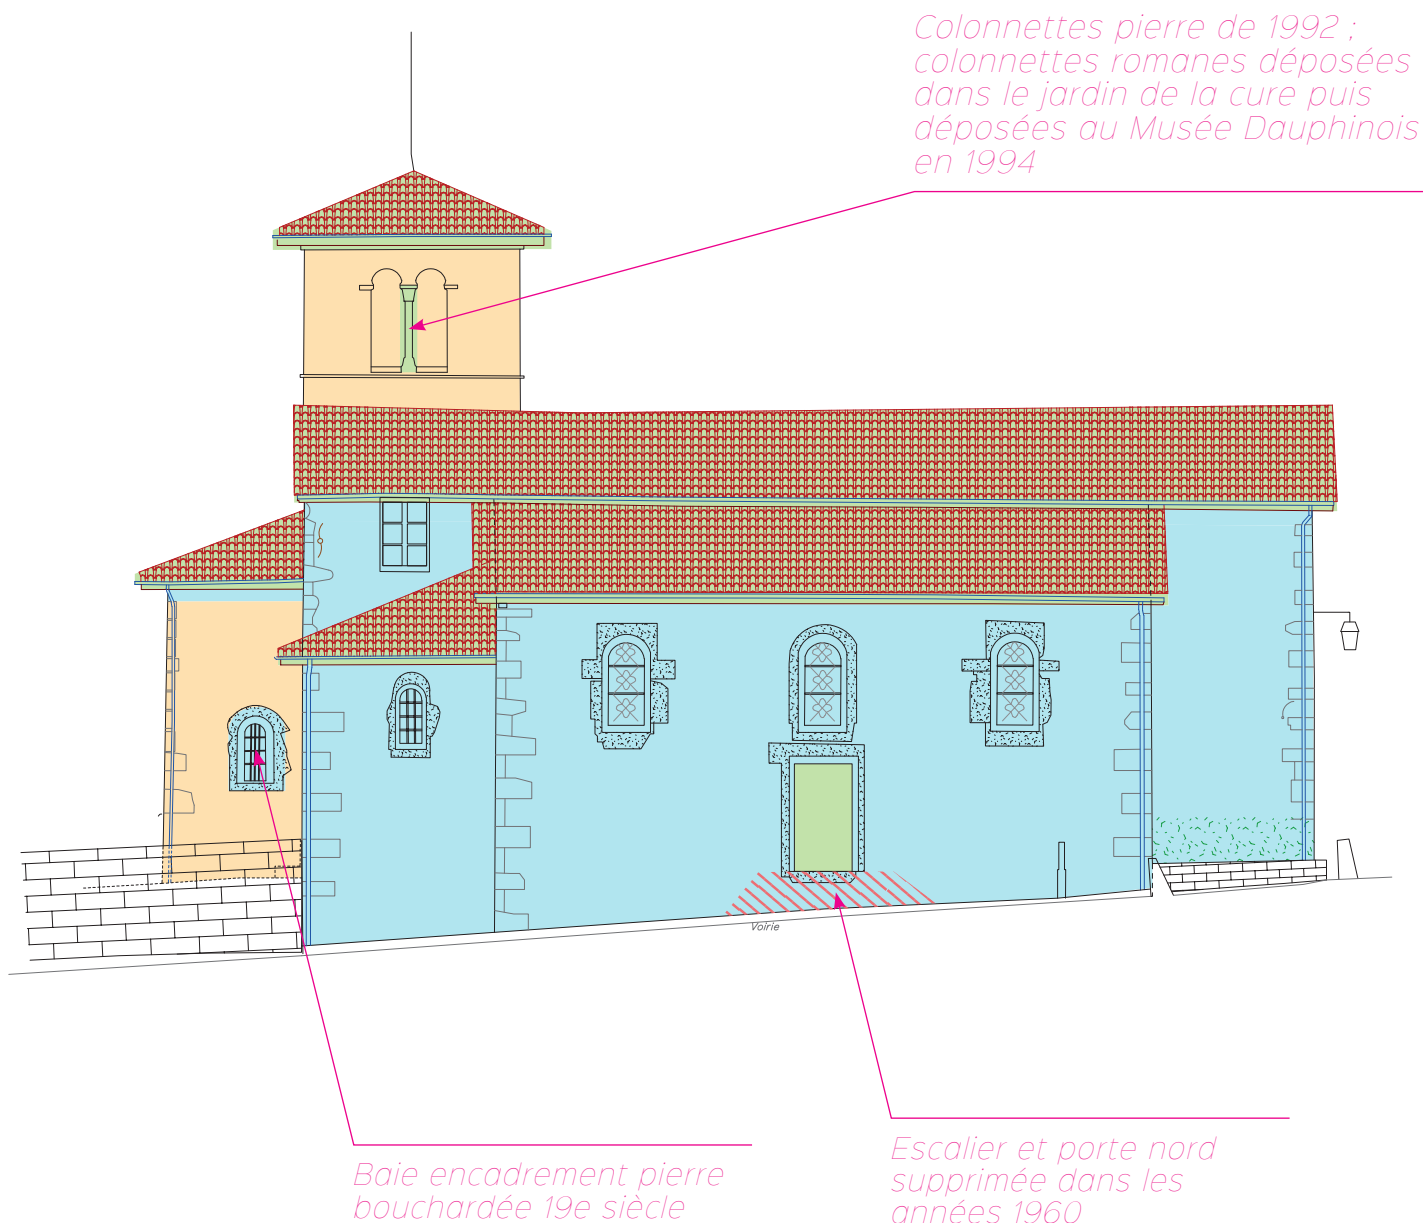 Colonnettes pierre de 1992 ;
colonnettes romanes déposées
dans le jardin de la cure puis
déposées au Musée Dauphinois
en 1994
Voirie
Baie encadrement pierre
bouchardée 19e siècle
Escalier et porte nord
supprimée dans les
années 1960